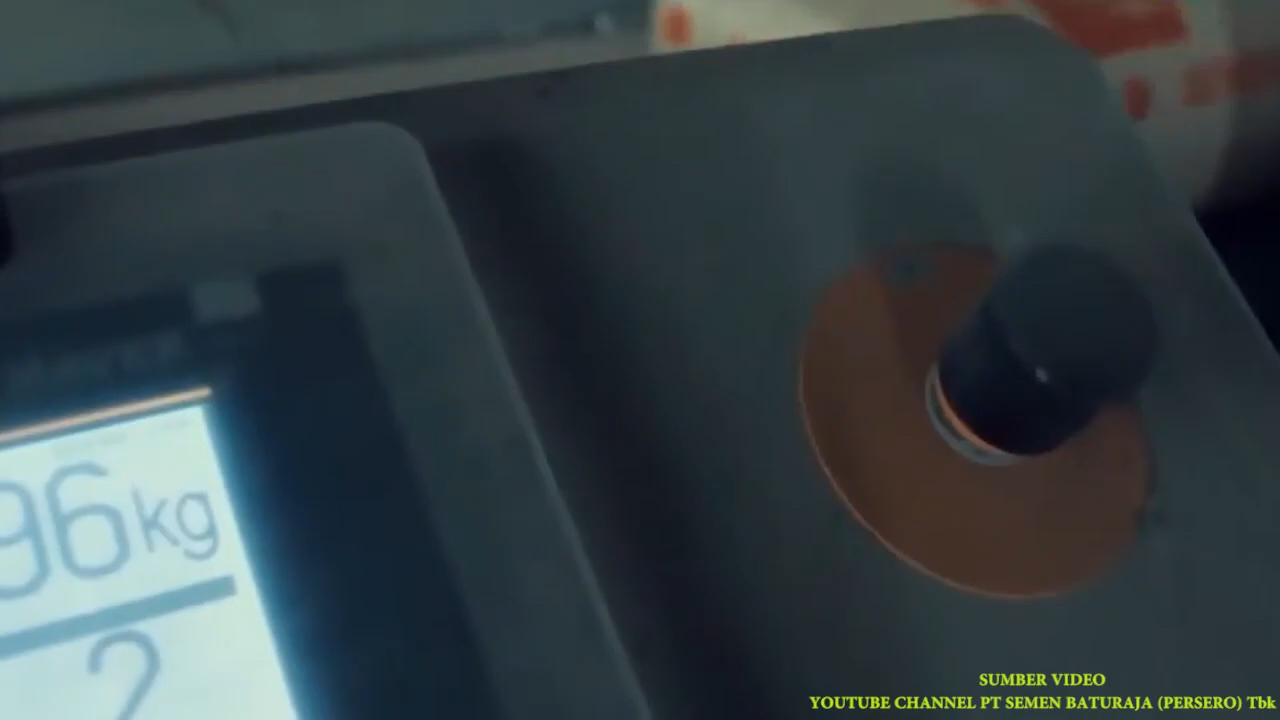 96kg
2
SUMBER VIDEO
YOUTUBE CHANNEL PT SEMEN BATURAJA (PERSERO) Tbk